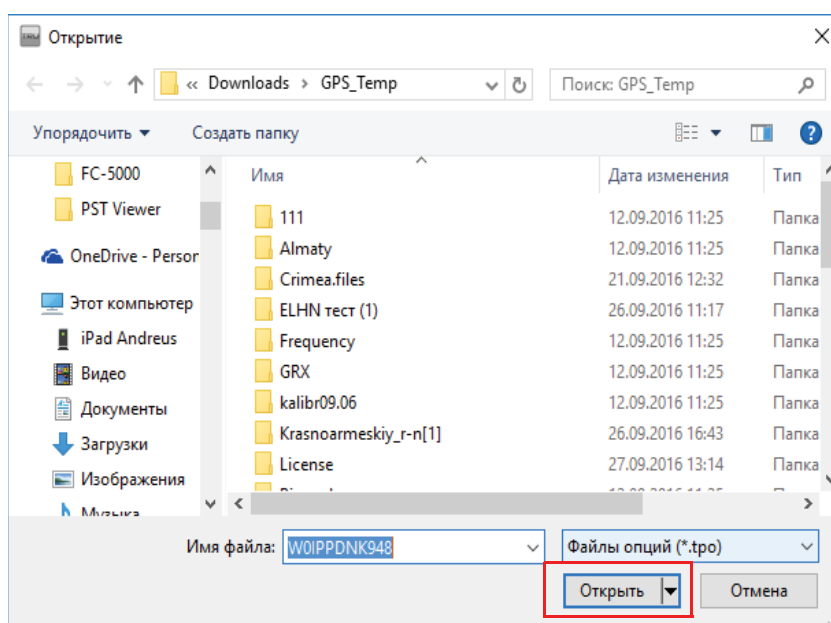 Открытие
« Downloads › GPS_Temp
Поиск: GPS_Temp
Упорядочить
Создать папку
FC-5000
PST Viewer
OneDrive - Person
Этот компьютер
iPad Andreus
Видео
Документы
Загрузки
Изображения
Музыка
Имя Дата изменения Тип
111 12.09.2016 11:25 Папка
Almaty 12.09.2016 11:25 Папка
Crimea.files 21.09.2016 12:32 Папка
ELHN тест (1) 26.09.2016 11:17 Папка
Frequency 12.09.2016 11:25 Папка
GRX 12.09.2016 11:25 Папка
kalibr09.06 12.09.2016 11:25 Папка
Krasnoarmeskiy_r-n[1] 26.09.2016 16:43 Папка
License 27.09.2016 13:14 Папка
Имя файла: W0IPPDNK948
Файлы опций (*.tpo)
Открыть
Отмена